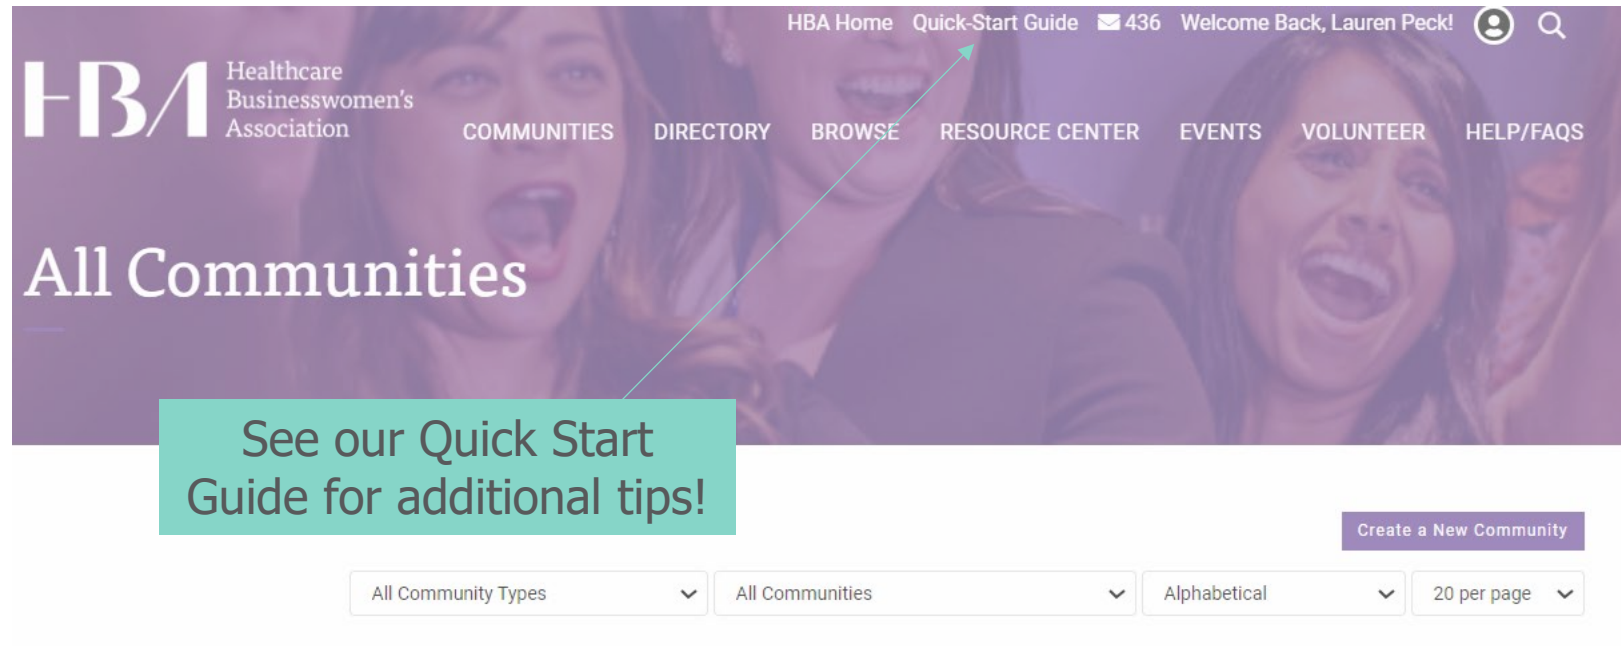 HBA Home Quick-Start Guide 436 Welcome Back, Lauren Peck!
HBA
Healthcare
Businesswomen's
Association
COMMUNITIES DIRECTORY BROWSE RESOURCE CENTER EVENTS VOLUNTEER HELP/FAQS
All Communities
See our Quick Start
Guide for additional tips!
Create a New Community
All Community Types All Communities Alphabetical 20 per page